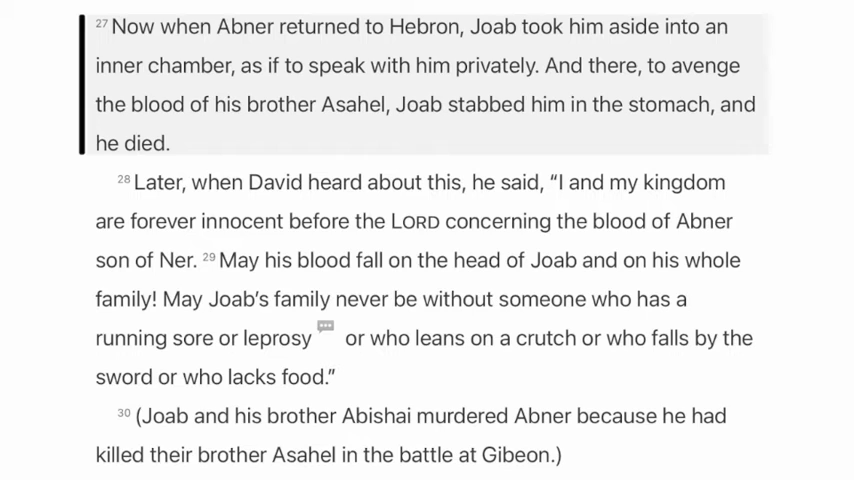 27 Now when Abner returned to Hebron, Joab took him aside into an
inner chamber, as if to speak with him privately. And there, to avenge
the blood of his brother Asahel, Joab stabbed him in the stomach, and
he died.
28 Later, when David heard about this, he said, “I and my kingdom
are forever innocent before the LORD concerning the blood of Abner
son of Ner. 29 May his blood fall on the head of Joab and on his whole
family! May Joab’s family never be without someone who has a
running sore or leprosy or who leans on a crutch or who falls by the
sword or who lacks food.”
30 (Joab and his brother Abishai murdered Abner because he had
killed their brother Asahel in the battle at Gibeon.)